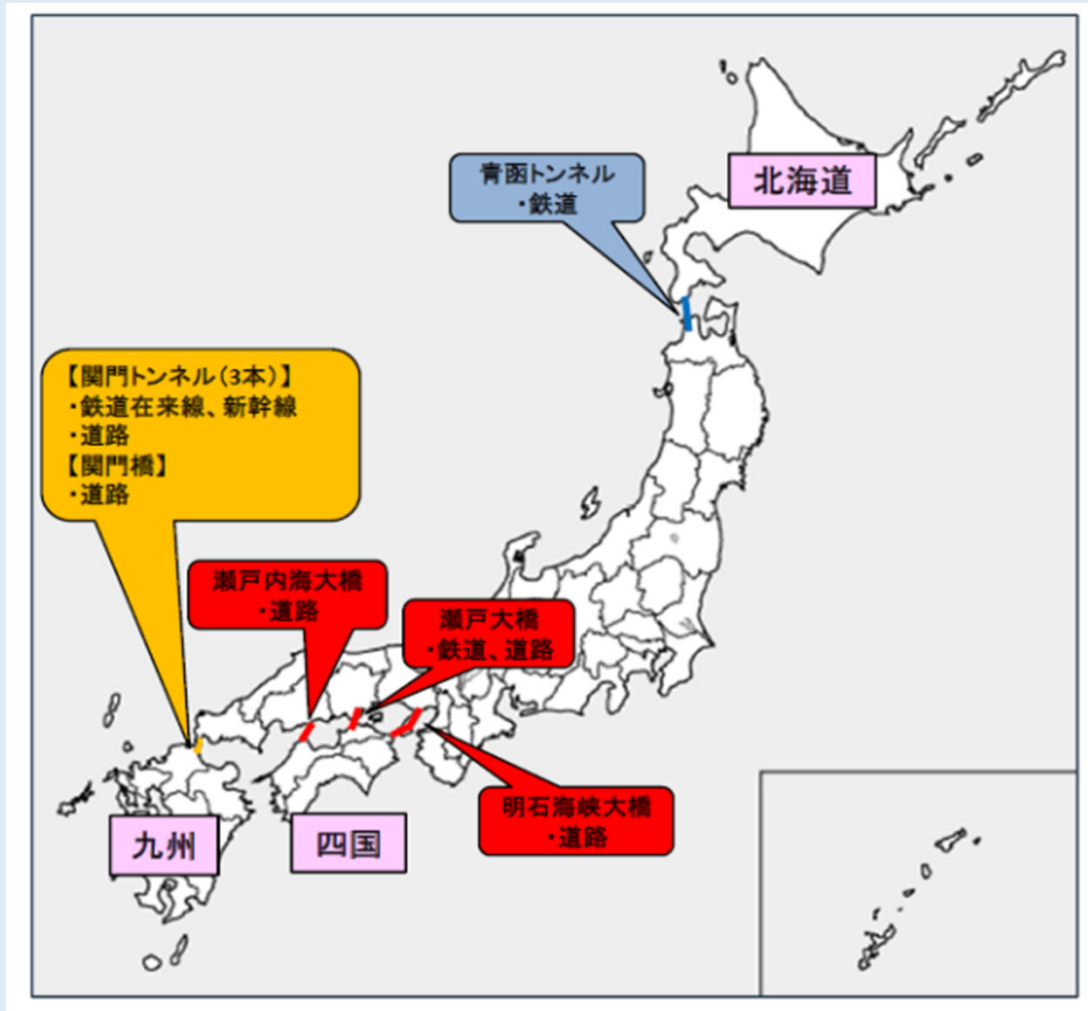 北海道
青函トンネル
・鉄道
【関門トンネル（3本）】
・鉄道在来線、新幹線
・道路
【関門橋】
・道路
瀬戸内海大橋
・道路
瀬戸大橋
・鉄道、道路
明石海峡大橋
・道路
九州
四国